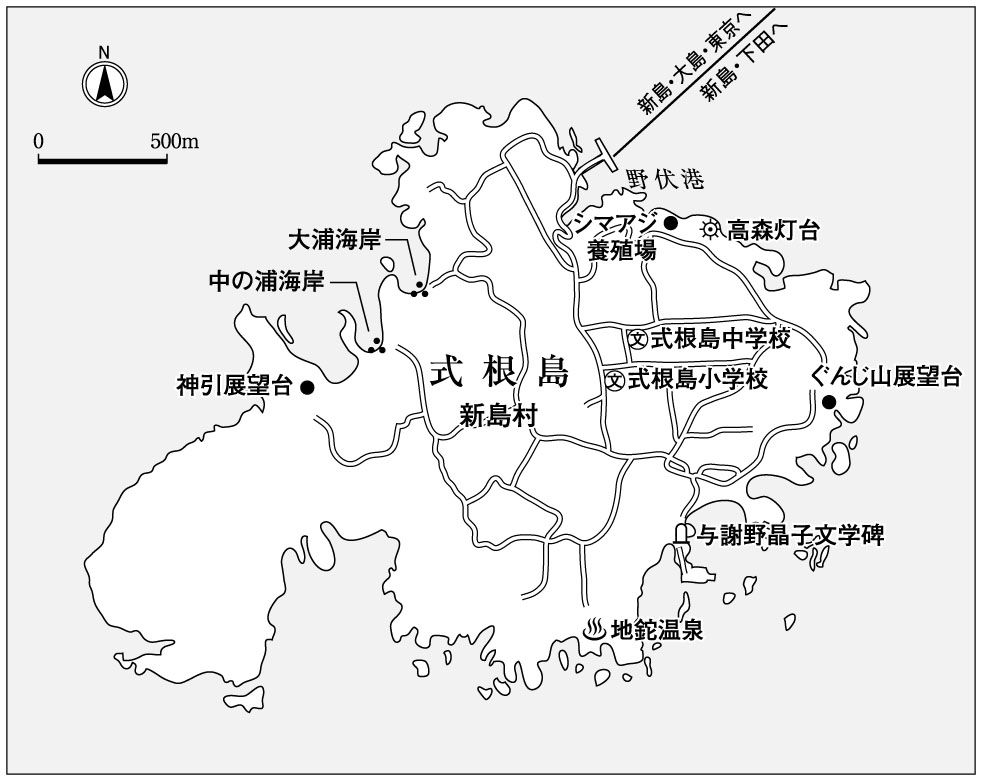 新島・大島・東京へ
新島・下田へ
N
0 500m
野伏港
シマアジ
養殖場
高森灯台
大浦海岸
中の浦海岸
文 式根島中学校
式根島
文 式根島小学校
ぐんじ山展望台
神引展望台
新島村
与謝野晶子文学碑
地鉈温泉